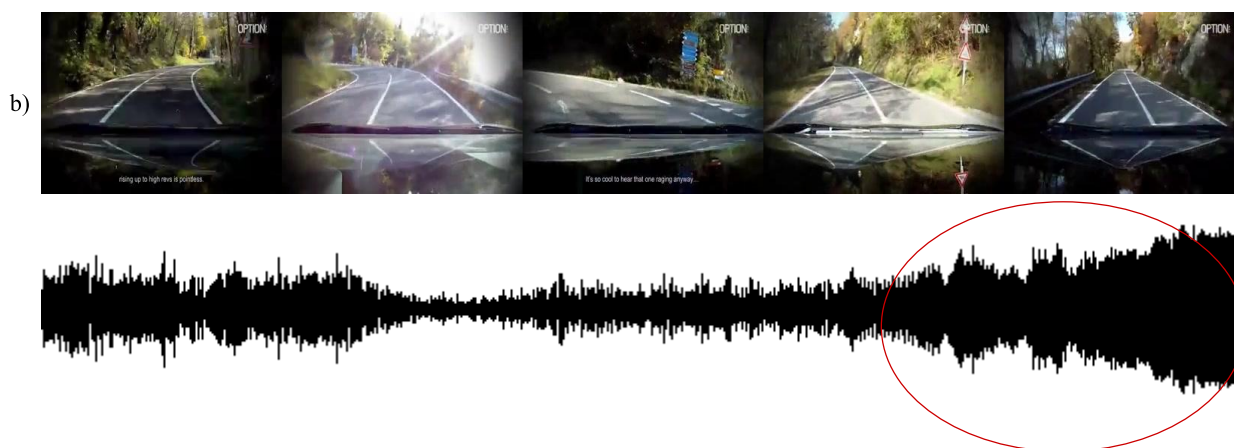 b)
OPTION: OPTION: OPTION: OPTION: OPTION:
rising up to high revs is pointless.
It's so cool to hear that one raging anyway...